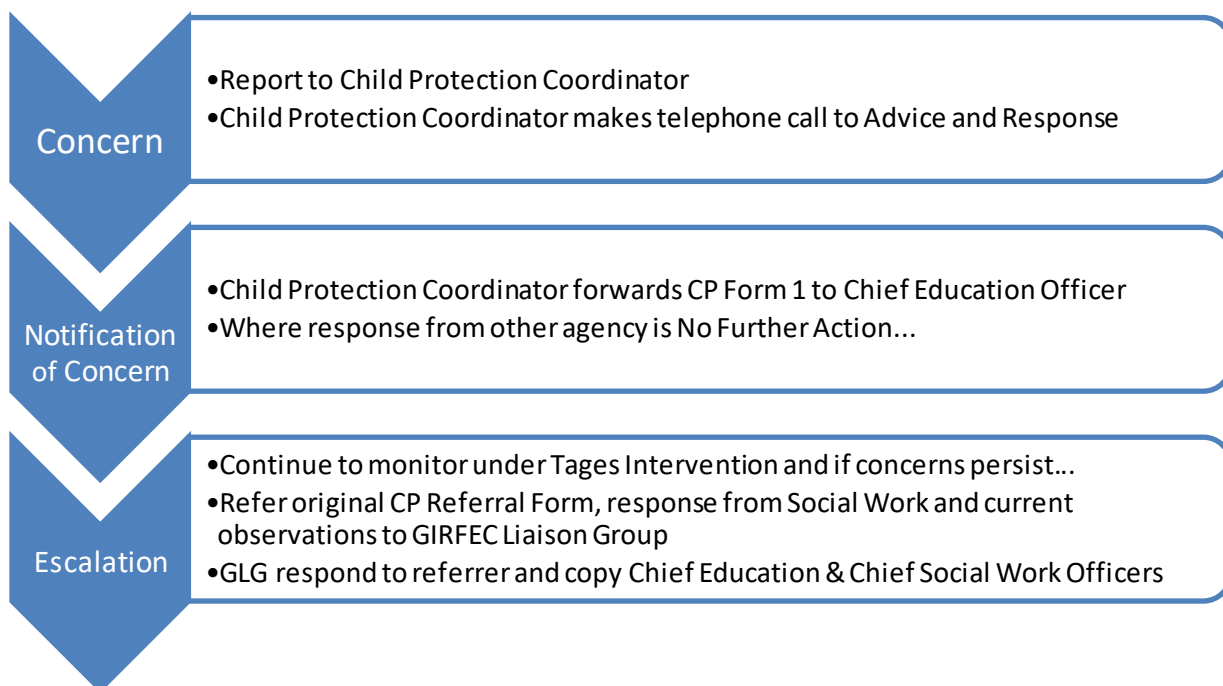 Concern
•Report to Child Protection Coordinator
•Child Protection Coordinator makes telephone call to Advice and Response
Notification
of Concern
•Child Protection Coordinator forwards CP Form 1 to Chief Education Officer
•Where response from other agency is No Further Action...
Escalation
•Continue to monitor under Tages Intervention and if concerns persist...
•Refer original CP Referral Form, response from Social Work and current
observations to GIRFEC Liaison Group
•GLG respond to referrer and copy Chief Education & Chief Social Work Officers